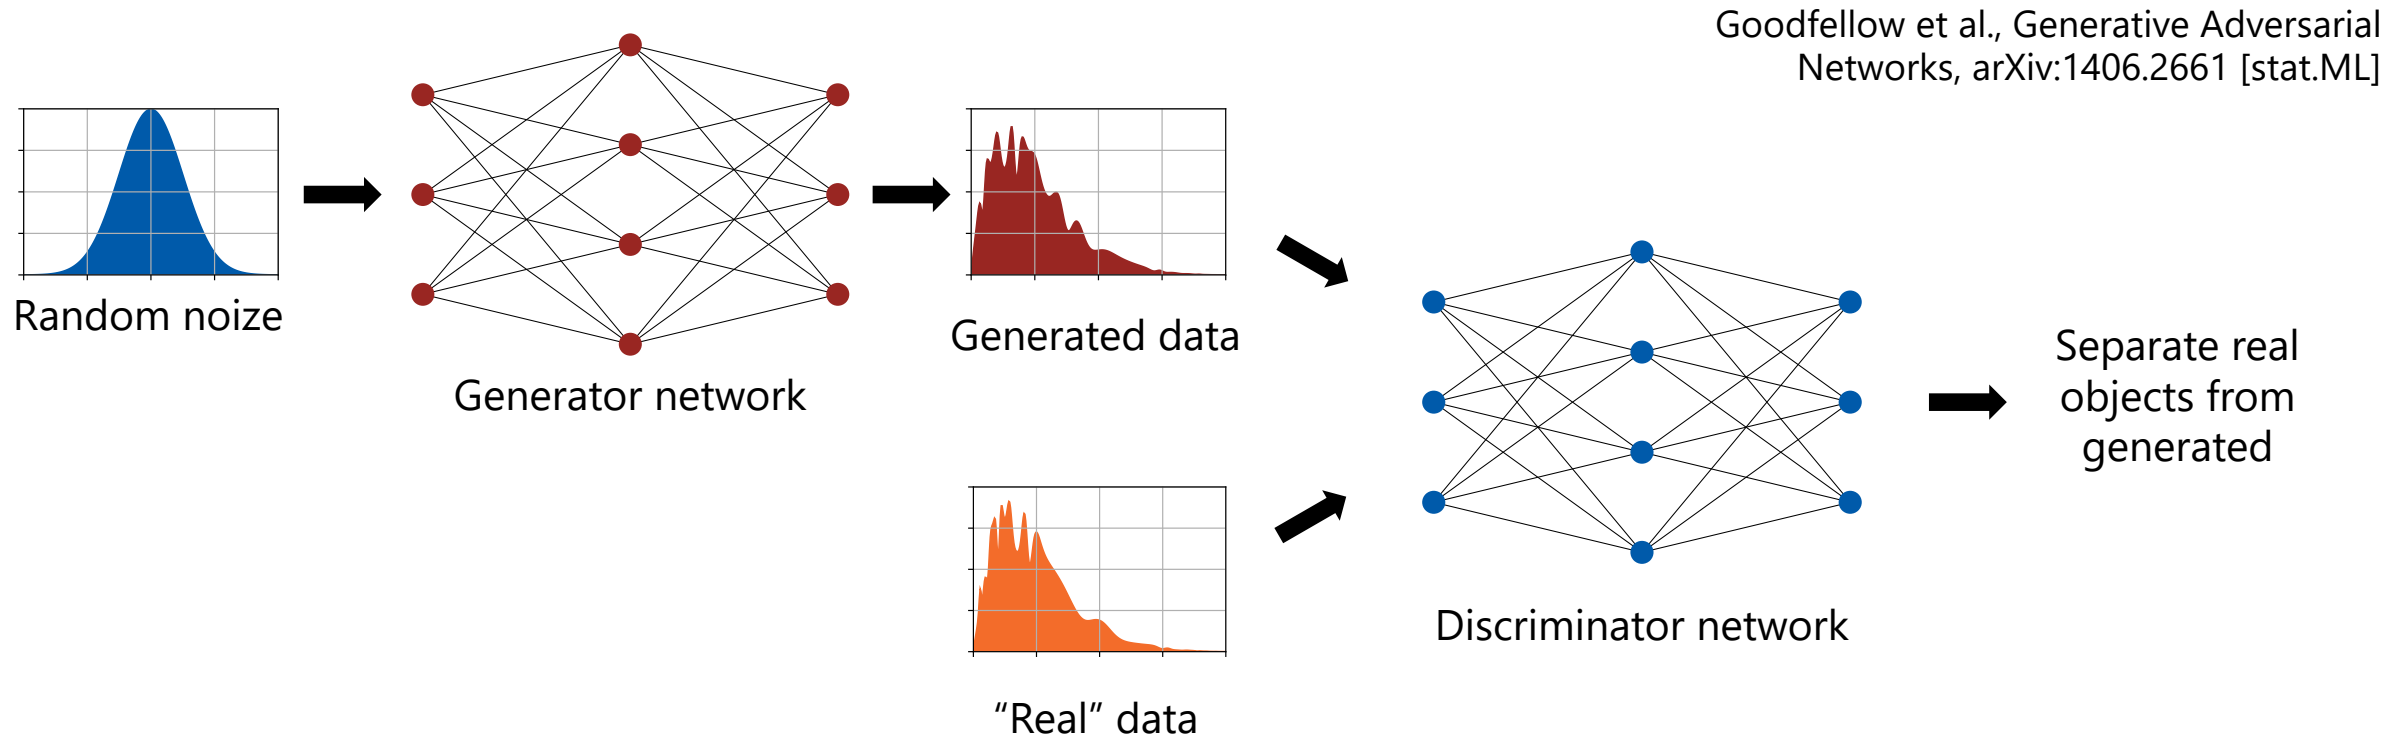 Goodfellow et al., Generative Adversarial
Networks, arXiv:1406.2661 [stat.ML]
Random noize
Generator network
Generated data
“Real” data
Discriminator network
Separate real
objects from
generated